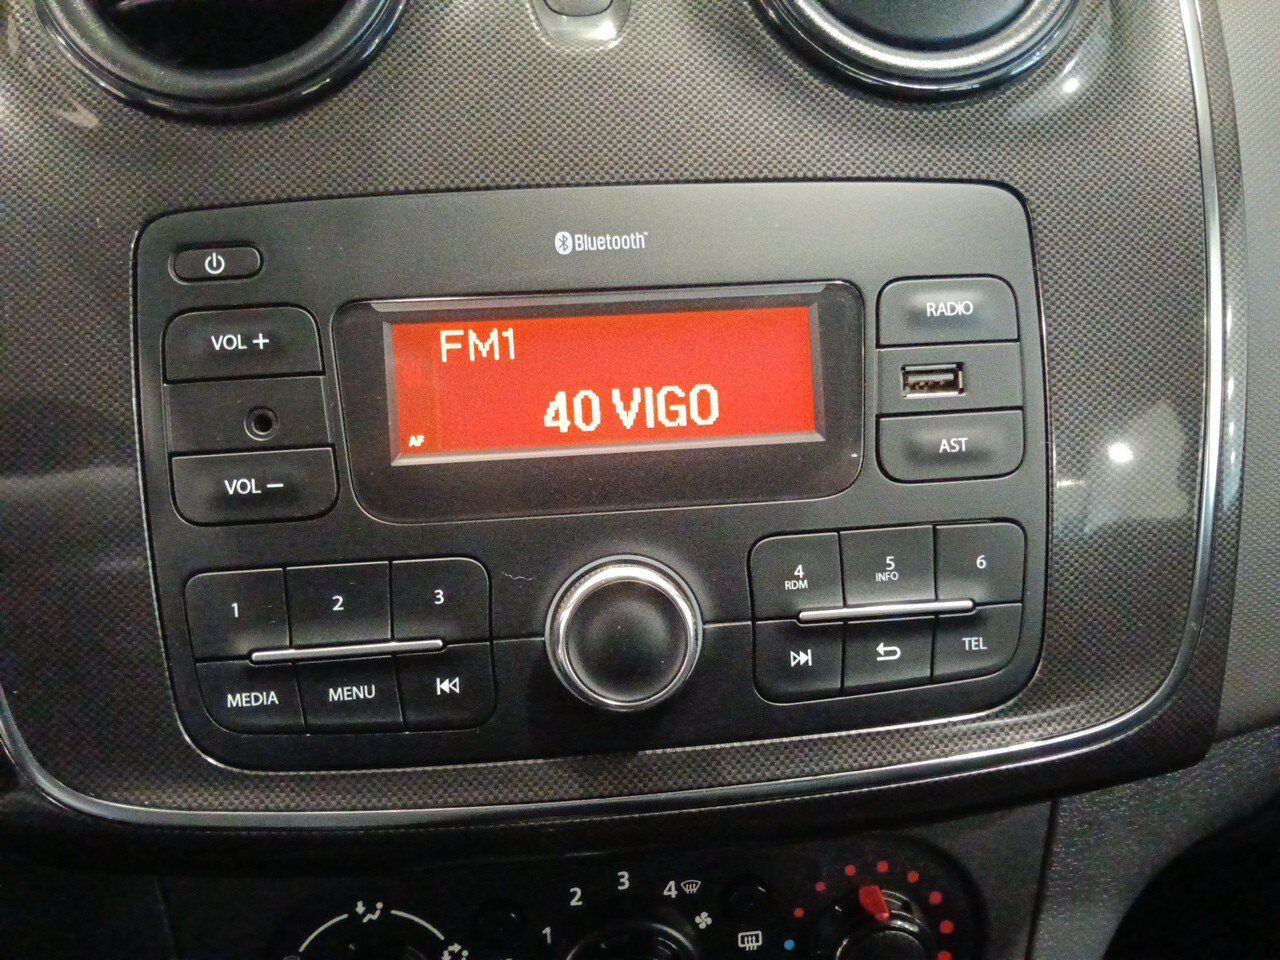 Bluetooth™
RADIO
VOL +
FM1
40 VIGO
AF
AST
VOL −
1
2
3
4
RDM
5
INFO
6
MEDIA
MENU
TEL
1
2
3
4